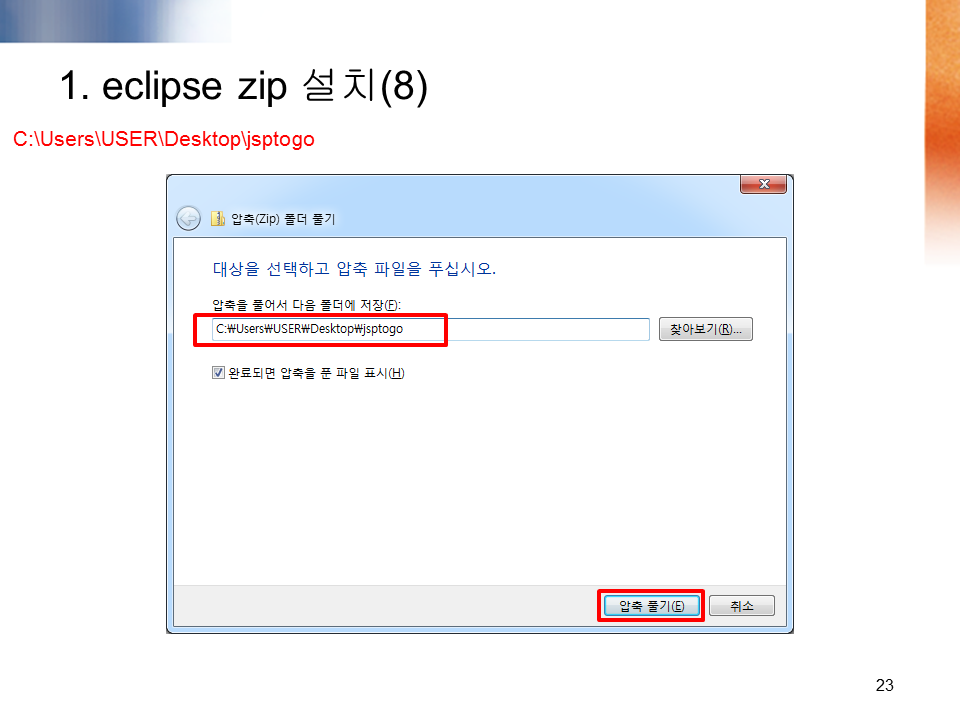 1. eclipse zip 설치(8)
C:\Users\USER\Desktop\jsptogo
압축(Zip) 폴더 풀기
대상을 선택하고 압축 파일을 푸십시오.
압축을 풀어서 다음 폴더에 저장(F):
C:₩Users₩USER₩Desktop₩jsptogo
찾아보기(R)...
완료되면 압축을 푼 파일 표시(H)
압축 풀기(E)
취소
23